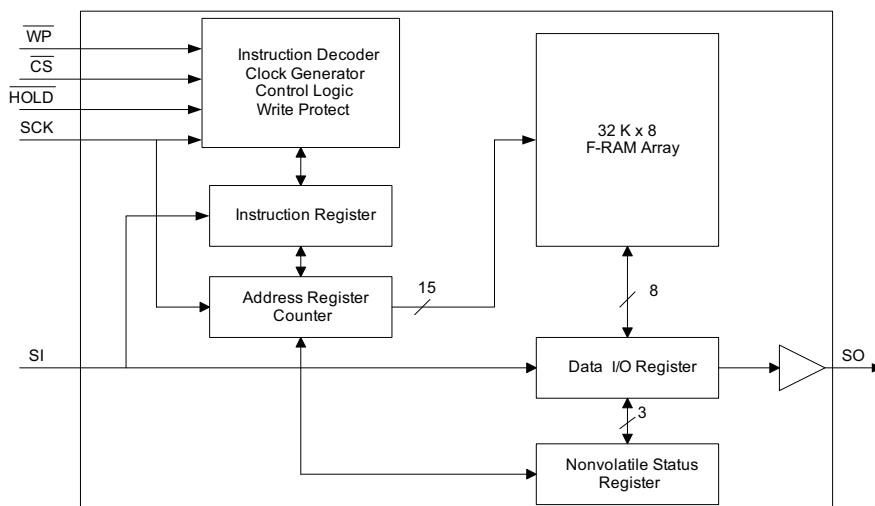 WP
CS
HOLD
SCK
Instruction Decoder
Clock Generator
Control Logic
Write Protect
32 K x 8
F-RAM Array
Instruction Register
Address Register
Counter
15
8
SI
Data I/O Register
SO
3
Nonvolatile Status
Register